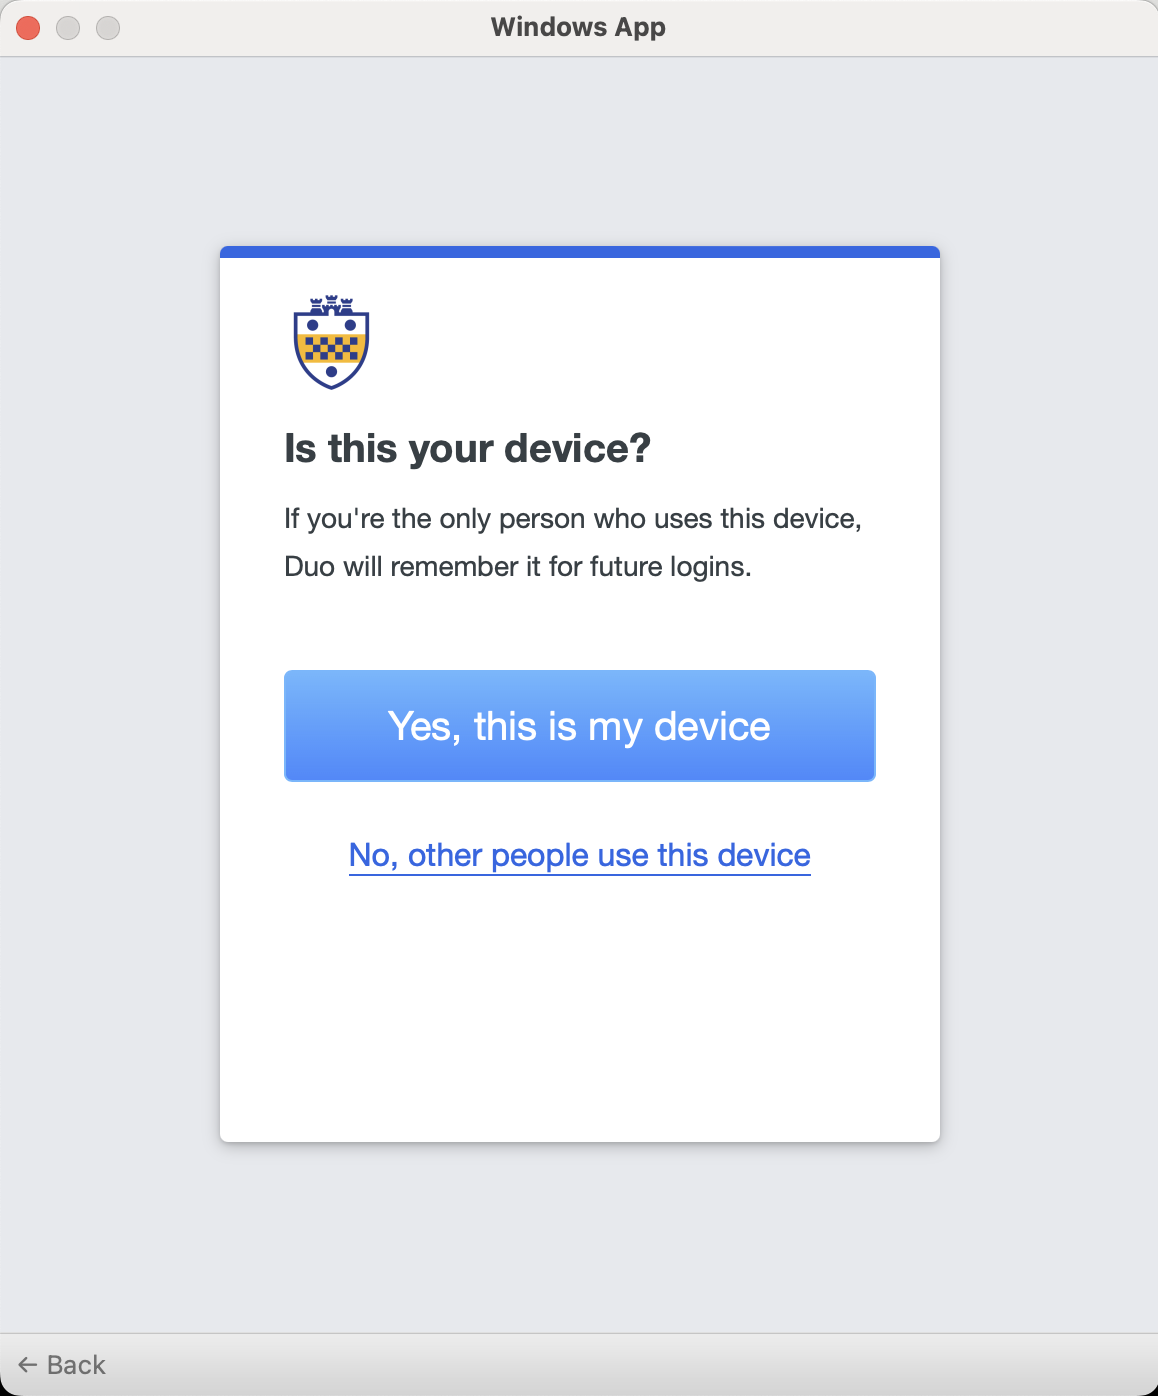 Windows App
Is this your device?
If you're the only person who uses this device,
Duo will remember it for future logins.
Yes, this is my device
No, other people use this device
← Back